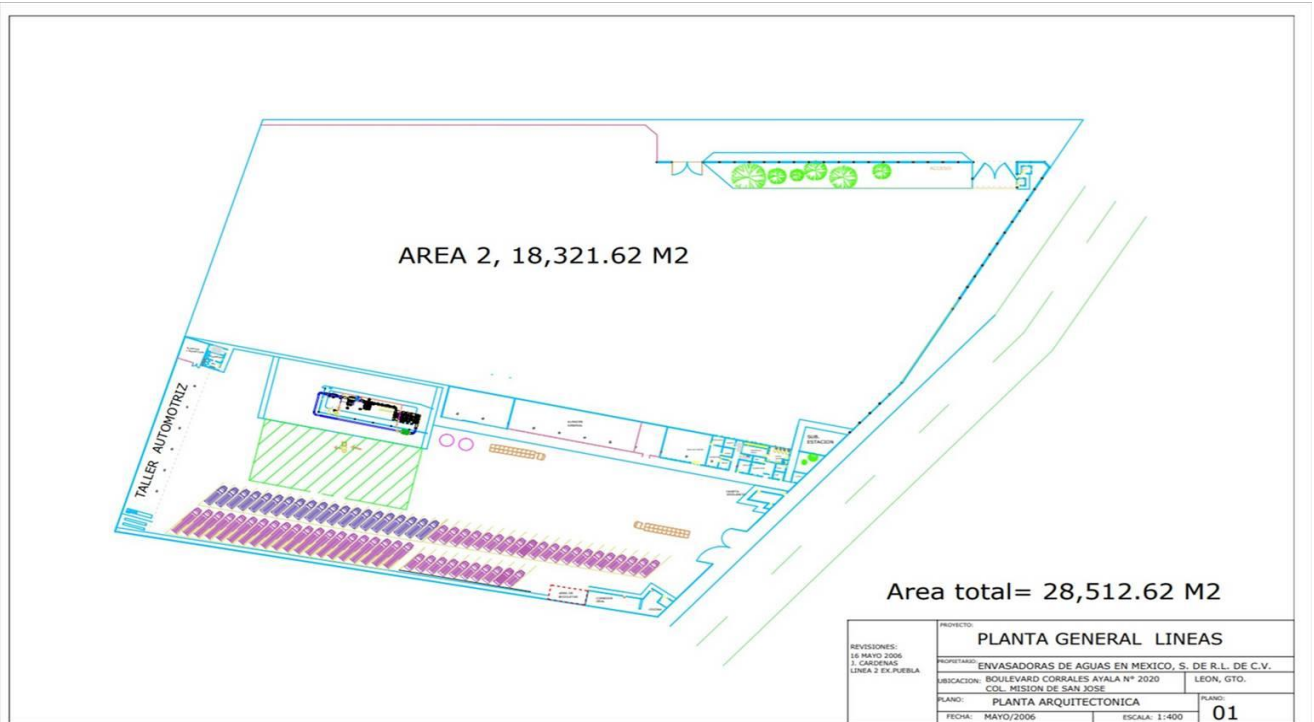 AREA 2, 18,321.62 M2
TALLER AUTOMOTRIZ
SUB.
ESTACION
Area total= 28,512.62 M2
REVISIONES:
16 MAYO 2006
J. CARDENAS
LINEA 2 EX.PUEBLA
PROYECTO:
PLANTA GENERAL LINEAS
PROPIETARIO: ENVASADORAS DE AGUAS EN MEXICO, S. DE R.L. DE C.V.
UBICACION: BOULEVARD CORRALES AYALA N° 2020
COL. MISION DE SAN JOSE
LEON, GTO.
PLANO: PLANTA ARQUITECTONICA
PLANO:
01
FECHA: MAYO/2006
ESCALA: 1:400